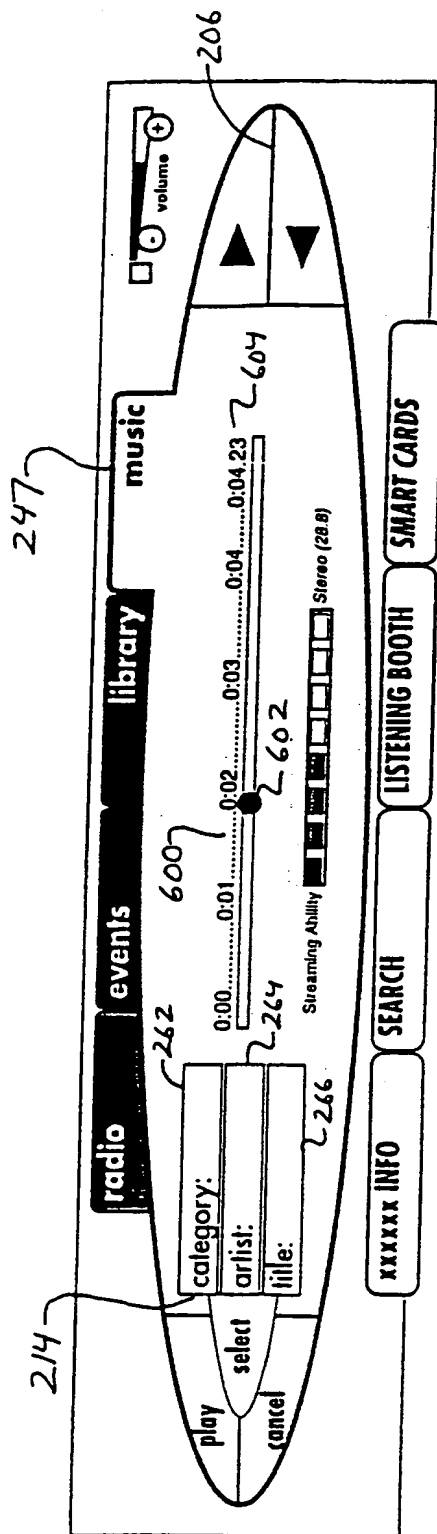 247
radio
events
library
music
- + volume
206
214
play
select
cancel
category:
artist:
title:
262
264
266
600
0:00........0:01........0:02........0:03........0:04........0:04.23
604
602
Streaming Ability
Stereo (28.8)
xxxxxx INFO
SEARCH
LISTENING BOOTH
SMART CARDS